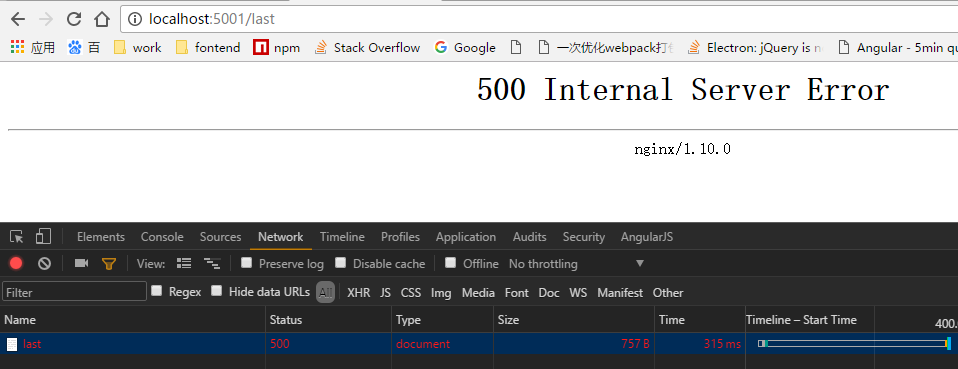 localhost:5001/last
应用 百 work fontend npm Stack Overflow Google 一次优化webpack打包 Electron: jQuery is n Angular - 5min qu
500 Internal Server Error
nginx/1.10.0
Elements Console Sources Network Timeline Profiles Application Audits Security AngularJS
View: Preserve log Disable cache Offline No throttling
Filter Regex Hide data URLs All XHR JS CSS Img Media Font Doc WS Manifest Other
Name Status Type Size Time Timeline – Start Time 400.
last 500 document 757 B 315 ms